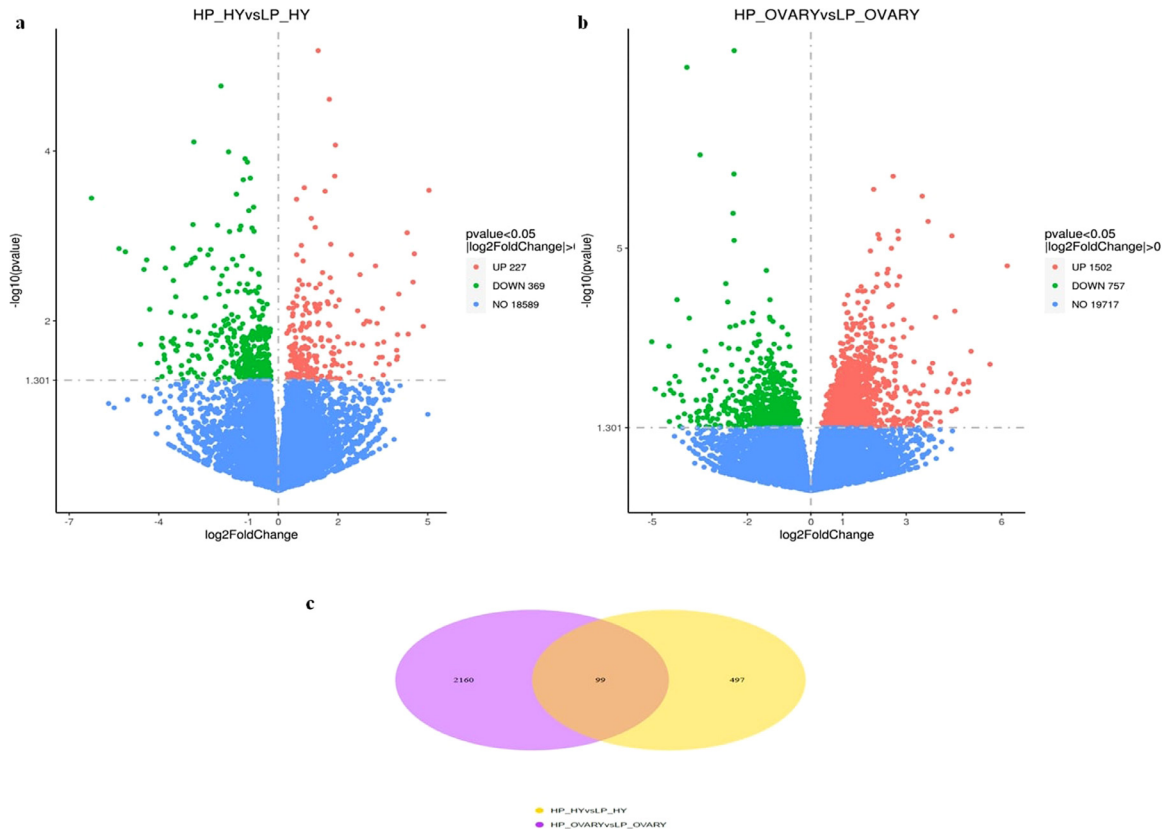 a
HP_HYvsLP_HY
4
2
1.301
-log10(pvalue)
-7
-1
0
2
5
log2FoldChange
pvalue<0.05
|log2FoldChange|>
UP 227
DOWN 369
NO 18589
b
HP_OVARYvsLP_OVARY
5
1.301
-log10(pvalue)
-5
-2
0
1
3
6
log2FoldChange
pvalue<0.05
|log2FoldChange|>0
UP 1502
DOWN 757
NO 19717
c
2160
99
497
HP_HYvsLP_HY
HP_OVARYvsLP_OVARY